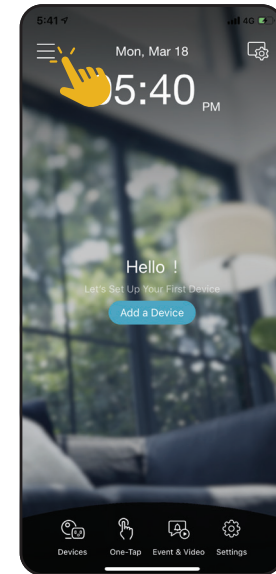 5:41 4G
Mon, Mar 18
05:40 PM
Hello !
Let's Set Up Your First Device
Add a Device
Devices One-Tap Event & Video Settings